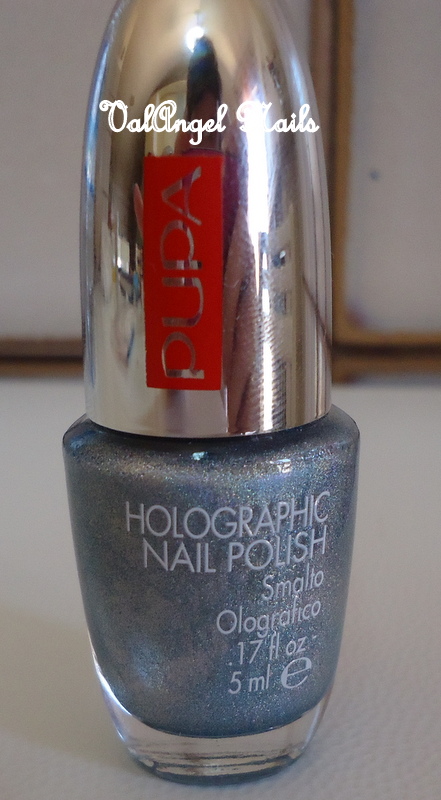 ValAngel Nails
PUPA
HOLOGRAPHIC
NAIL POLISH
Smalto
Olografico
.17 fl oz -
5 ml ℮